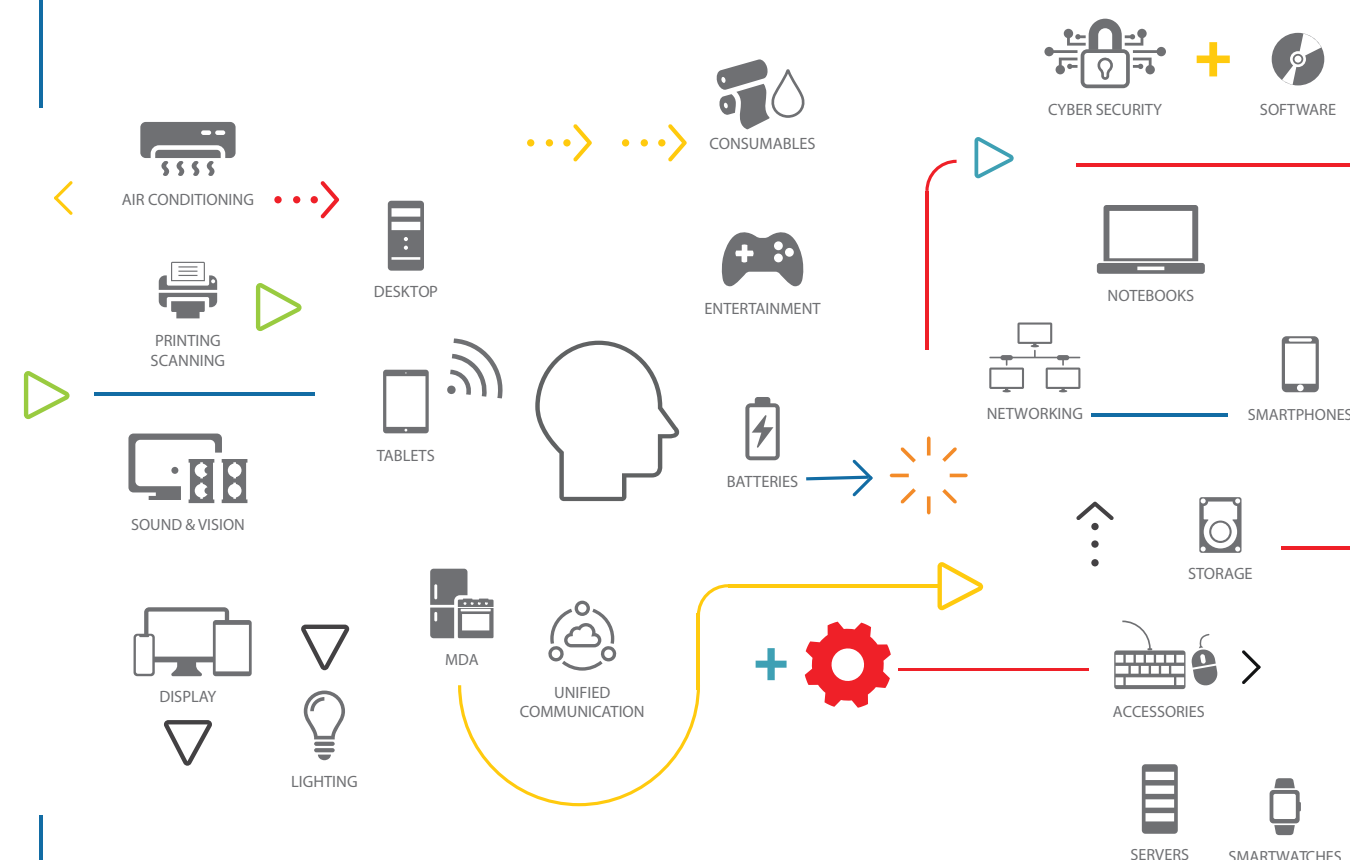 CYBER SECURITY
SOFTWARE
CONSUMABLES
AIR CONDITIONING
DESKTOP
NOTEBOOKS
ENTERTAINMENT
PRINTING
SCANNING
NETWORKING
SMARTPHONES
TABLETS
BATTERIES
SOUND & VISION
STORAGE
MDA
UNIFIED
COMMUNICATION
DISPLAY
ACCESSORIES
LIGHTING
SERVERS
SMARTWATCHES